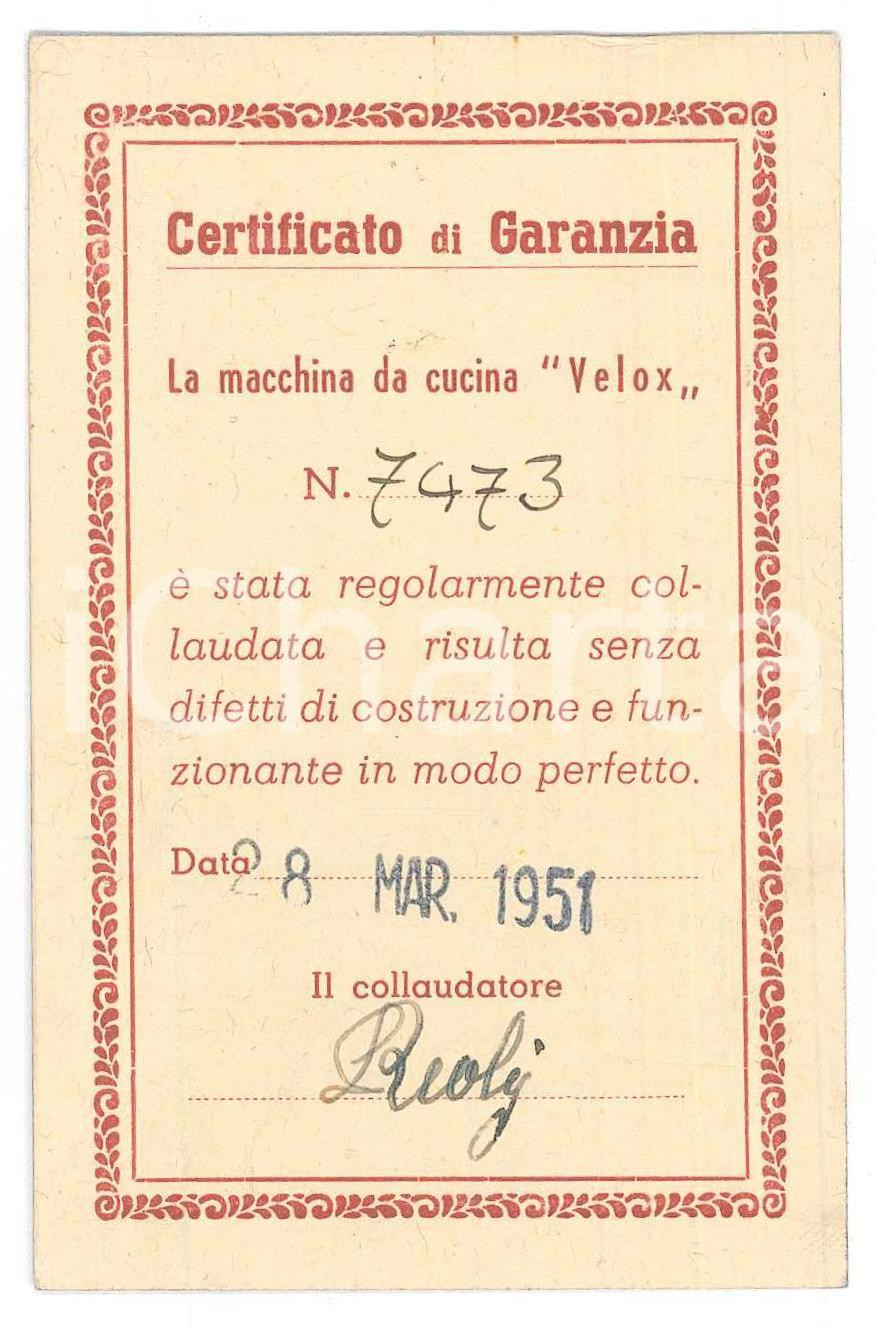 Certificato di Garanzia
La macchina da cucina “Velox„
N. 7473
è stata regolarmente col-
laudata e risulta senza
difetti di costruzione e fun-
zionante in modo perfetto.
Data 28 MAR. 1951
Il collaudatore
iCharta